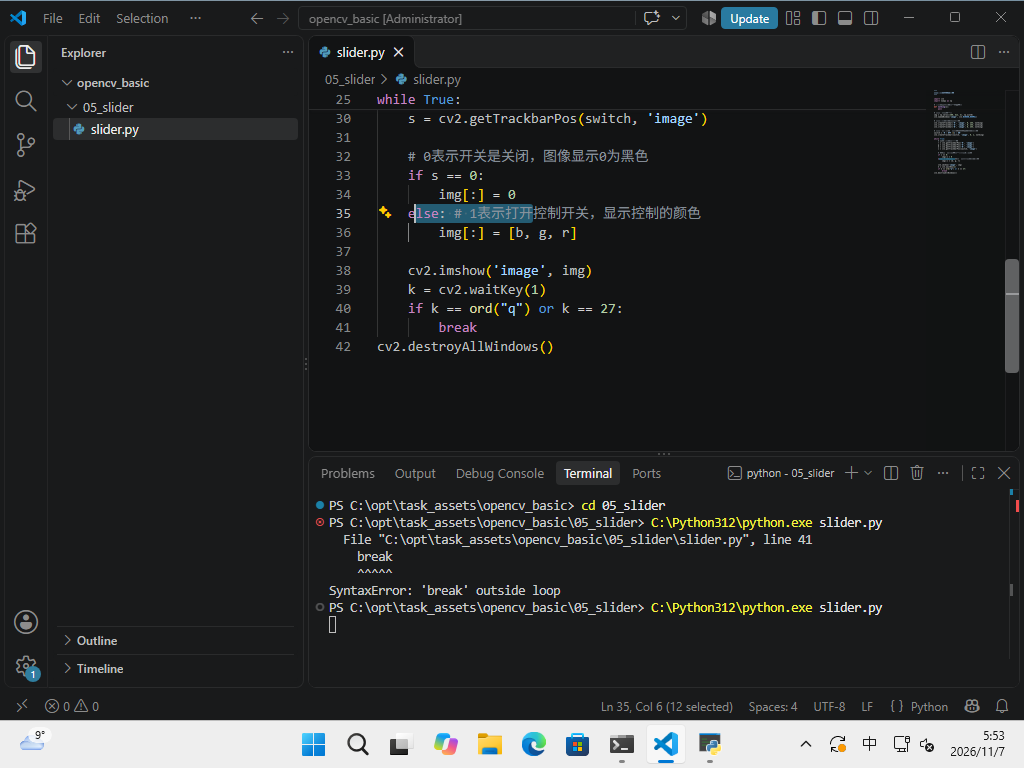 File Edit Selection ··· opencv_basic [Administrator] Update
Explorer ···
opencv_basic
05_slider
slider.py
Outline
Timeline
slider.py
05_slider > slider.py
25 while True:
30 s = cv2.getTrackbarPos(switch, 'image')
31
32 # 0表示开关是关闭，图像显示0为黑色
33 if s == 0:
34 img[:] = 0
35 else: # 1表示打开控制开关，显示控制的颜色
36 img[:] = [b, g, r]
37
38 cv2.imshow('image', img)
39 k = cv2.waitKey(1)
40 if k == ord("q") or k == 27:
41 break
42 cv2.destroyAllWindows()
Problems Output Debug Console Terminal Ports python - 05_slider
PS C:\opt\task_assets\opencv_basic> cd 05_slider
PS C:\opt\task_assets\opencv_basic\05_slider> C:\Python312\python.exe slider.py
File "C:\opt\task_assets\opencv_basic\05_slider\slider.py", line 41
break
^^^^^
SyntaxError: 'break' outside loop
PS C:\opt\task_assets\opencv_basic\05_slider> C:\Python312\python.exe slider.py
1
0 0 Ln 35, Col 6 (12 selected) Spaces: 4 UTF-8 LF { } Python
9°
中
5:53
2026/11/7